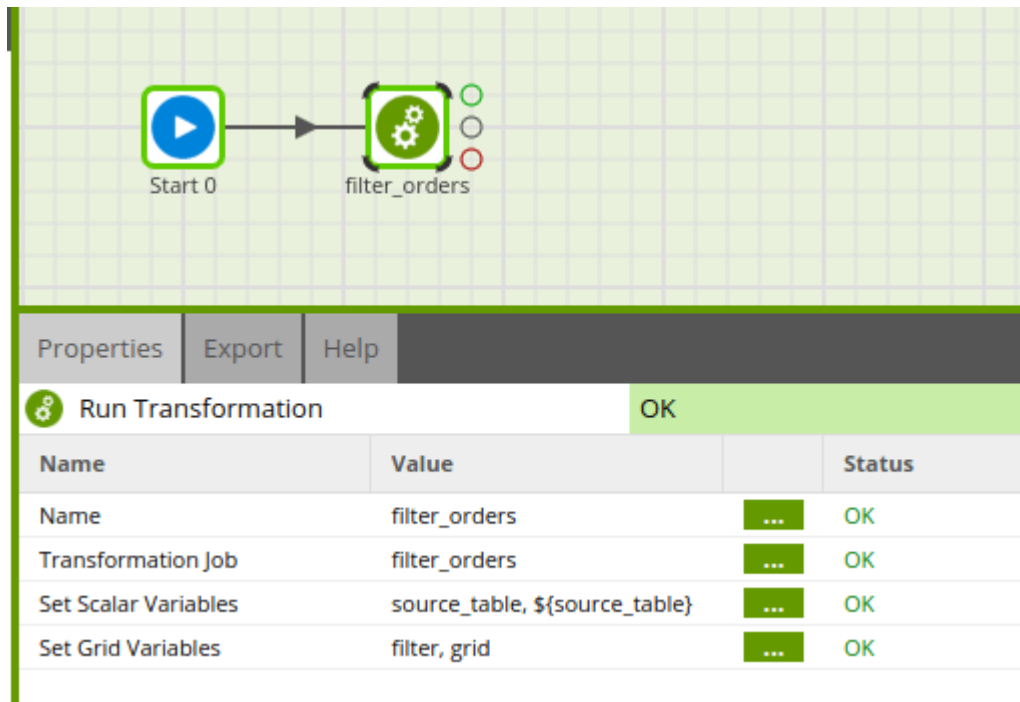 Start 0
filter_orders
Properties Export Help
Run Transformation OK
Name Value Status
Name filter_orders ... OK
Transformation Job filter_orders ... OK
Set Scalar Variables source_table, ${source_table} ... OK
Set Grid Variables filter, grid ... OK